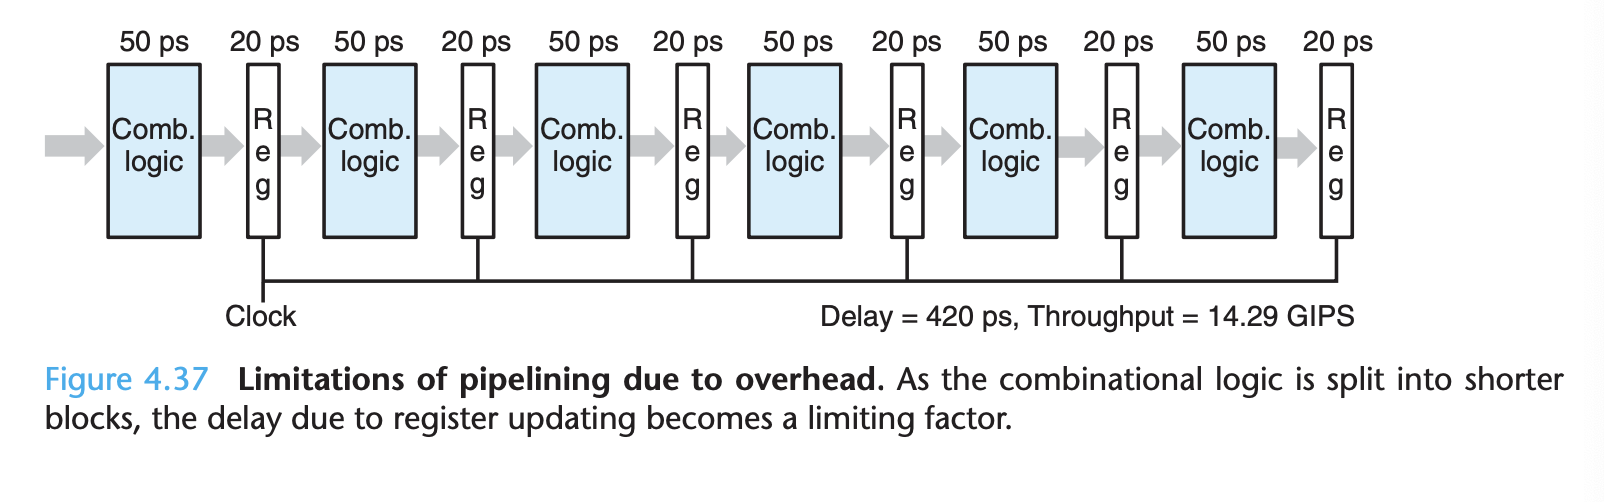 50 ps 20 ps 50 ps 20 ps 50 ps 20 ps 50 ps 20 ps 50 ps 20 ps 50 ps 20 ps
Comb. logic
Reg
Comb. logic
Reg
Comb. logic
Reg
Comb. logic
Reg
Comb. logic
Reg
Comb. logic
Reg
Clock
Delay = 420 ps, Throughput = 14.29 GIPS
Figure 4.37 Limitations of pipelining due to overhead. As the combinational logic is split into shorter
blocks, the delay due to register updating becomes a limiting factor.